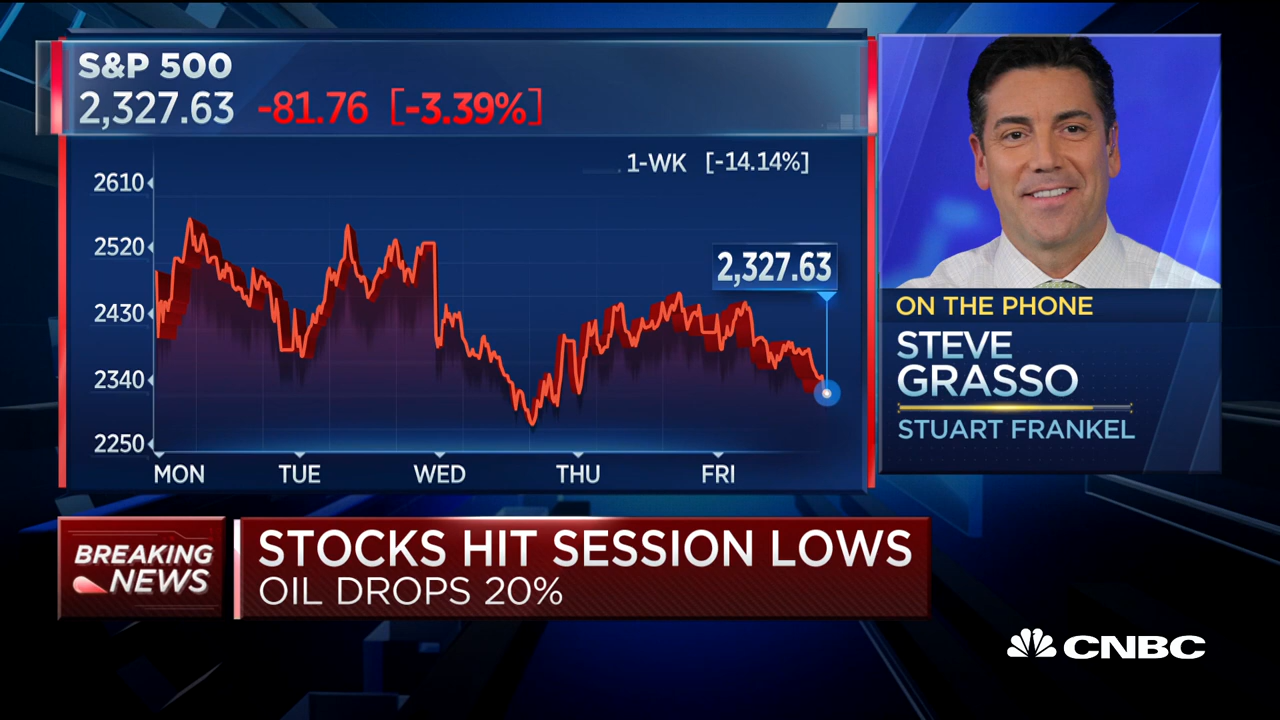 S&P 500
2,327.63 -81.76 [-3.39%]
1-WK [-14.14%]
2610
2520
2430
2340
2250
2,327.63
MON TUE WED THU FRI
ON THE PHONE
STEVE
GRASSO
STUART FRANKEL
BREAKING
NEWS
STOCKS HIT SESSION LOWS
OIL DROPS 20%
CNBC